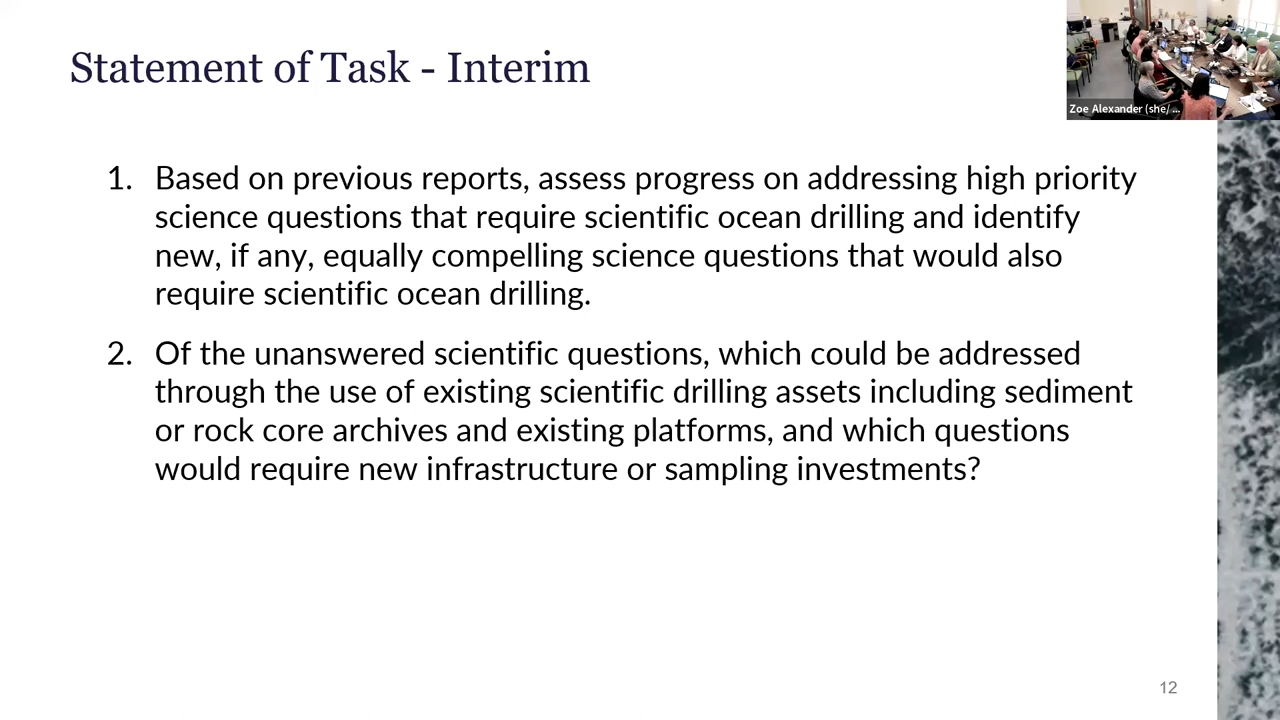 Statement of Task - Interim
Zoe Alexander (she/ ...
1. Based on previous reports, assess progress on addressing high priority
science questions that require scientific ocean drilling and identify
new, if any, equally compelling science questions that would also
require scientific ocean drilling.
2. Of the unanswered scientific questions, which could be addressed
through the use of existing scientific drilling assets including sediment
or rock core archives and existing platforms, and which questions
would require new infrastructure or sampling investments?
12